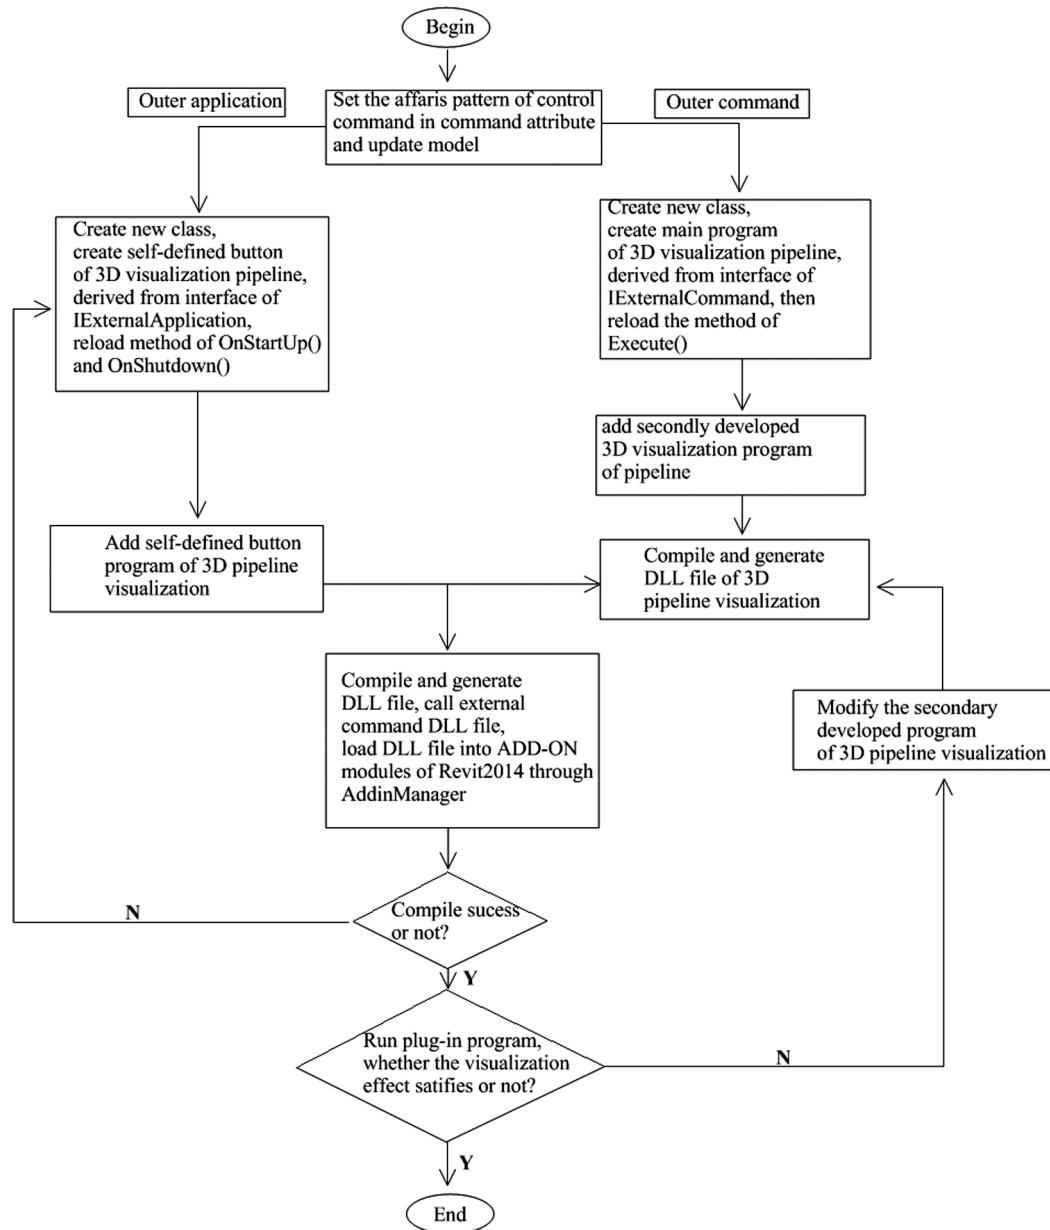 Begin
Outer application
Set the affaris pattern of control
command in command attribute
and update model
Outer command
Create new class,
create self-defined button
of 3D visualization pipeline,
derived from interface of
IExternalApplication,
reload method of OnStartUp()
and OnShutdown()
Create new class,
create main program
of 3D visualization pipeline,
derived from interface of
IExternalCommand, then
reload the method of
Execute()
add secondly developed
3D visualization program
of pipeline
Add self-defined button
program of 3D pipeline
visualization
Compile and generate
DLL file of 3D
pipeline visualization
Compile and generate
DLL file, call external
command DLL file,
load DLL file into ADD-ON
modules of Revit2014 through
AddinManager
Modify the secondary
developed program
of 3D pipeline visualization
N
Compile sucess
or not?
Y
Run plug-in program,
whether the visualization
effect satifies or not?
N
Y
End